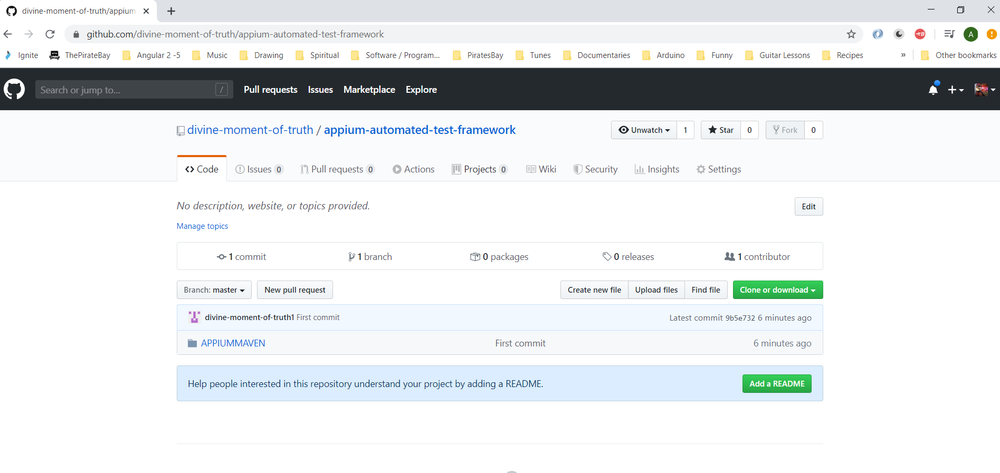 divine-moment-of-truth/appium
github.com/divine-moment-of-truth/appium-automated-test-framework
A
Ignite ThePirateBay Angular 2 -5 Music Drawing Spiritual Software / Program... PiratesBay Tunes Documentaries Arduino Funny Guitar Lessons Recipes » Other bookmarks
Search or jump to... / Pull requests Issues Marketplace Explore
divine-moment-of-truth / appium-automated-test-framework Unwatch 1 Star 0 Fork 0
Code Issues 0 Pull requests 0 Actions Projects 0 Wiki Security Insights Settings
No description, website, or topics provided. Edit
Manage topics
1 commit 1 branch 0 packages 0 releases 1 contributor
Branch: master New pull request Create new file Upload files Find file Clone or download
divine-moment-of-truth1 First commit Latest commit 9b5e732 6 minutes ago
APPIUMMAVEN First commit 6 minutes ago
Help people interested in this repository understand your project by adding a README. Add a README